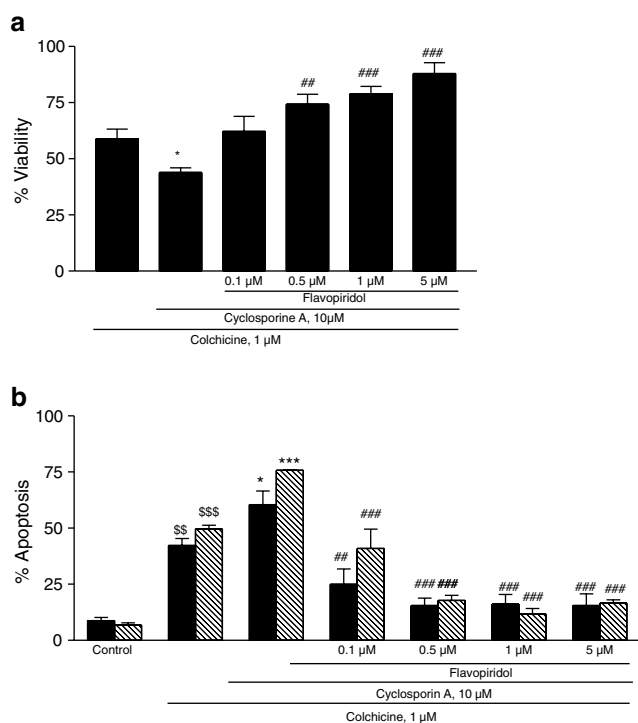 a
100
75
50
25
0
% Viability
*
##
###
###
0.1 µM 0.5 µM 1 µM 5 µM
Flavopiridol
Cyclosporine A, 10µM
Colchicine, 1 µM
b
100
75
50
25
0
% Apoptosis
$$ $$$
* ***
## ###
### ###
### ###
### ###
Control 0.1 µM 0.5 µM 1 µM 5 µM
Flavopiridol
Cyclosporin A, 10 µM
Colchicine, 1 µM